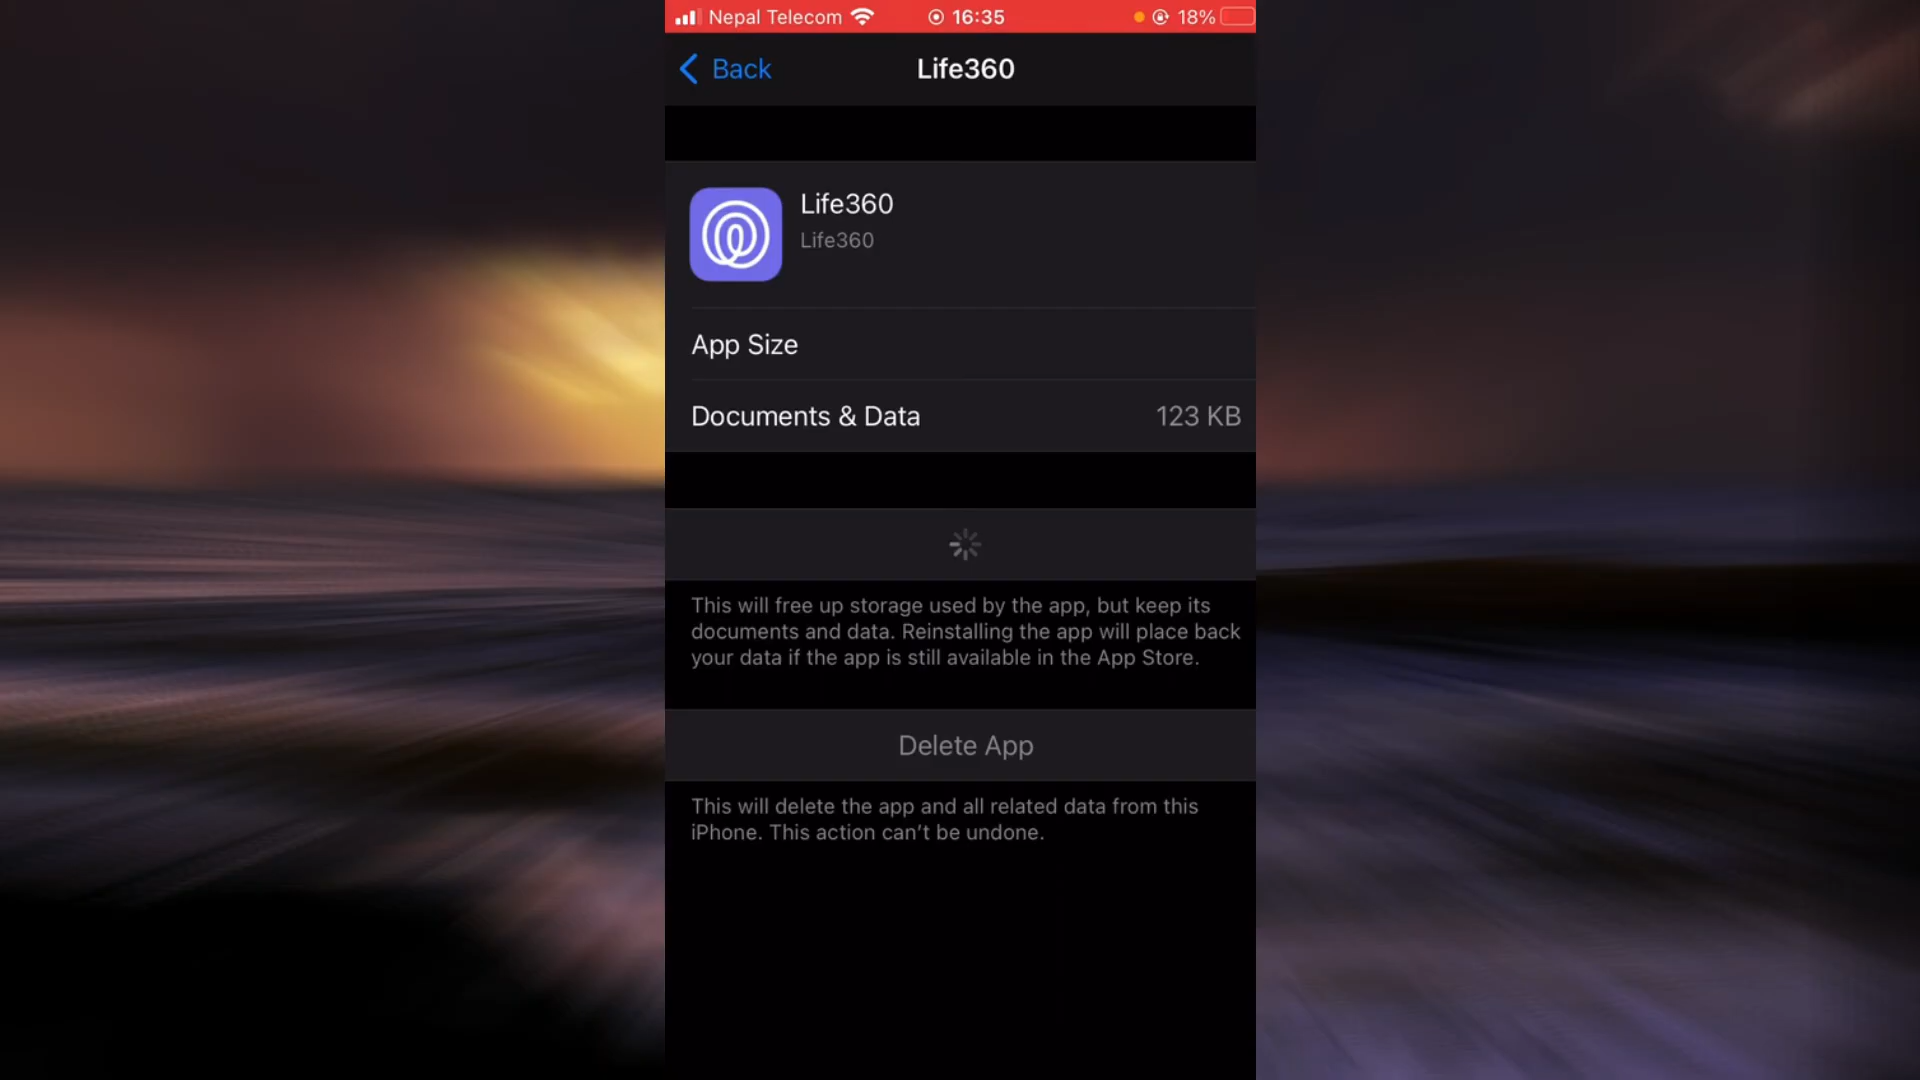 Nepal Telecom 16:35 18%
Back Life360
Life360
Life360
App Size
Documents & Data 123 KB
This will free up storage used by the app, but keep its
documents and data. Reinstalling the app will place back
your data if the app is still available in the App Store.
Delete App
This will delete the app and all related data from this
iPhone. This action can’t be undone.